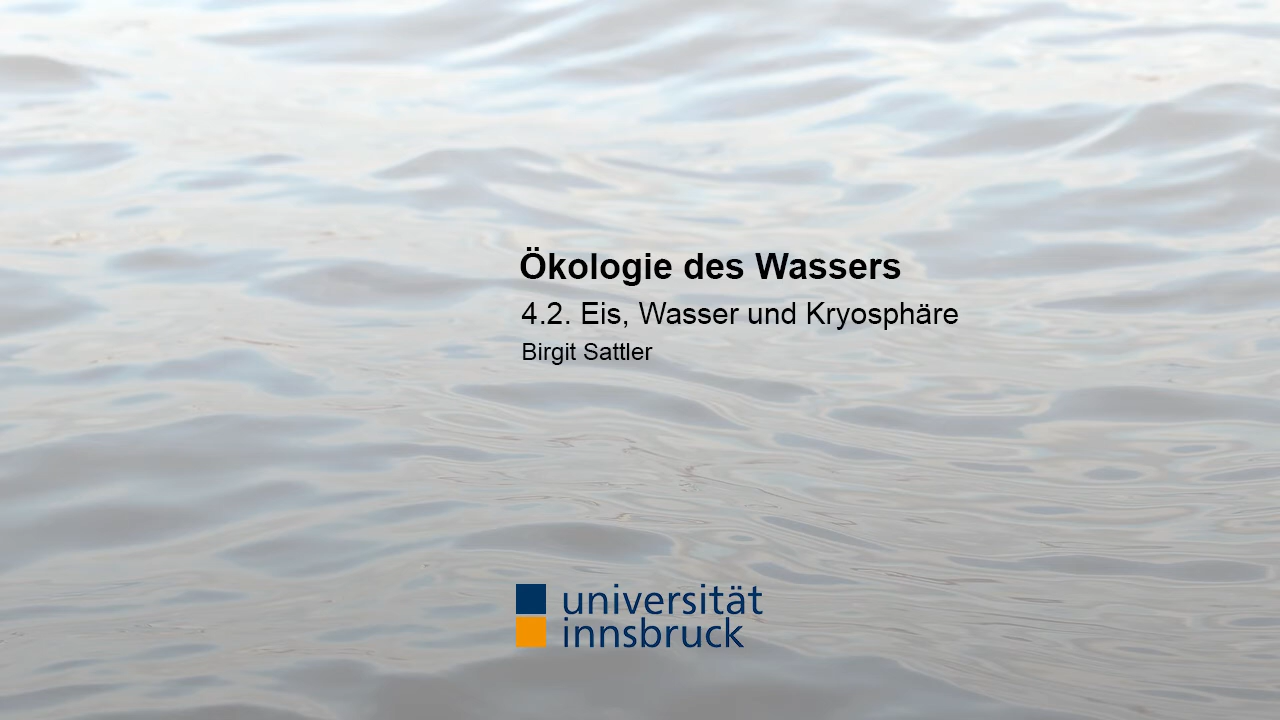 Ökologie des Wassers
4.2. Eis, Wasser und Kryosphäre
Birgit Sattler
universität
innsbruck